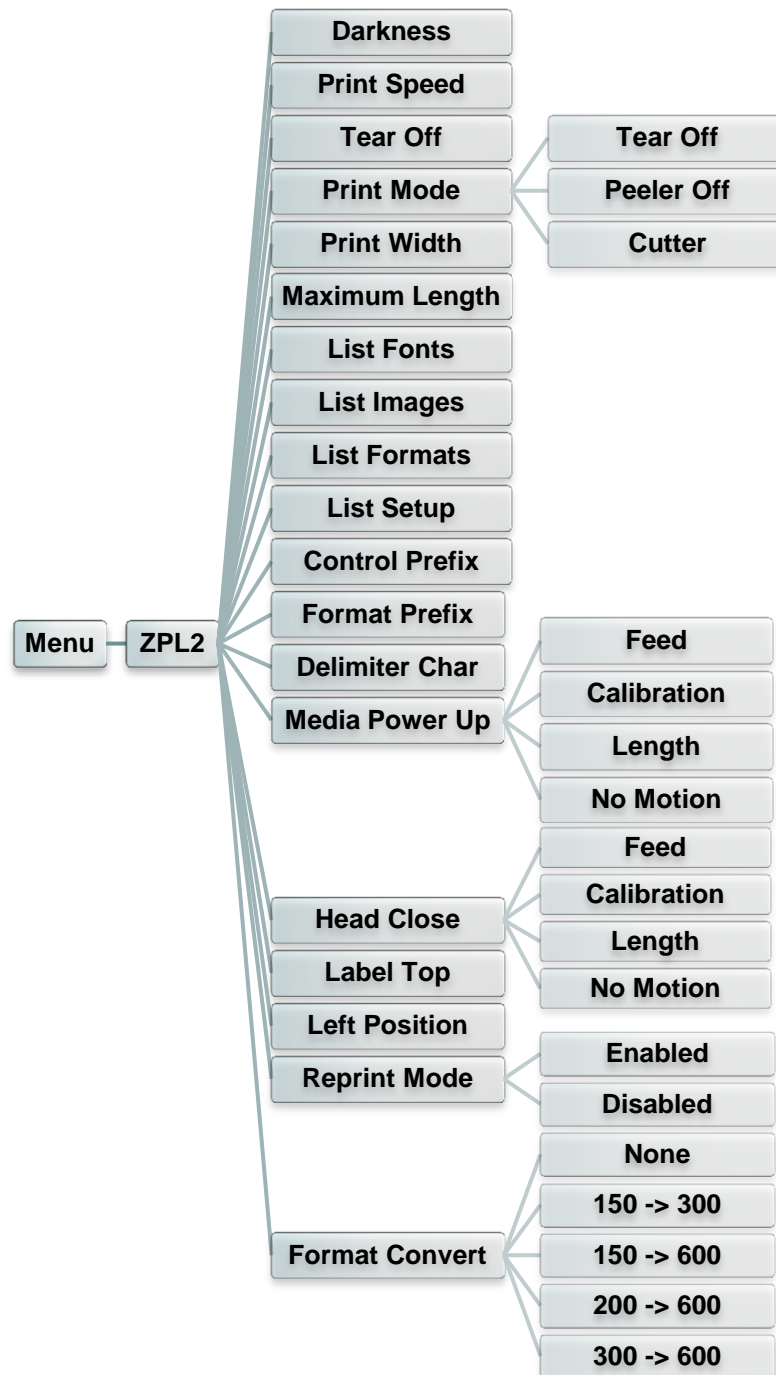 Darkness
Print Speed
Tear Off
Tear Off
Print Mode
Peeler Off
Print Width
Cutter
Maximum Length
List Fonts
List Images
List Formats
List Setup
Control Prefix
Format Prefix
Menu
ZPL2
Feed
Delimiter Char
Calibration
Media Power Up
Length
No Motion
Feed
Calibration
Head Close
Length
Label Top
No Motion
Left Position
Enabled
Reprint Mode
Disabled
None
150 -> 300
Format Convert
150 -> 600
200 -> 600
300 -> 600